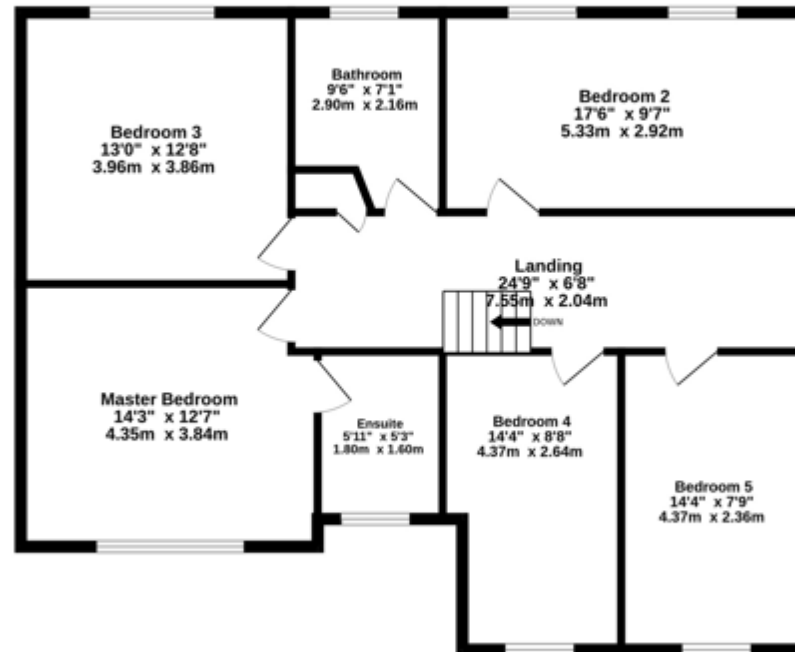 Bathroom
9'6" x 7'1"
2.90m x 2.16m
Bedroom 2
17'6" x 9'7"
5.33m x 2.92m
Bedroom 3
13'0" x 12'8"
3.96m x 3.86m
Landing
24'9" x 6'8"
7.55m x 2.04m
DOWN
Master Bedroom
14'3" x 12'7"
4.35m x 3.84m
Ensuite
5'11" x 5'3"
1.80m x 1.60m
Bedroom 4
14'4" x 8'8"
4.37m x 2.64m
Bedroom 5
14'4" x 7'9"
4.37m x 2.36m